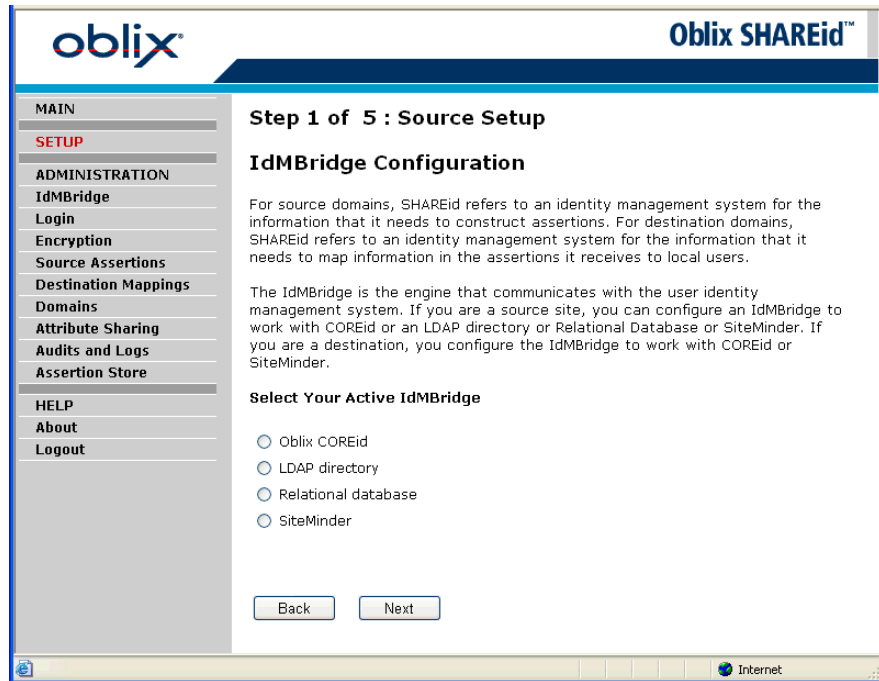 oblix
Oblix SHAREid™
MAIN
SETUP
ADMINISTRATION
IdMBridge
Login
Encryption
Source Assertions
Destination Mappings
Domains
Attribute Sharing
Audits and Logs
Assertion Store
HELP
About
Logout
Step 1 of 5 : Source Setup
IdMBridge Configuration
For source domains, SHAREid refers to an identity management system for the
information that it needs to construct assertions. For destination domains,
SHAREid refers to an identity management system for the information that it
needs to map information in the assertions it receives to local users.
The IdMBridge is the engine that communicates with the user identity
management system. If you are a source site, you can configure an IdMBridge to
work with COREid or an LDAP directory or Relational Database or SiteMinder. If
you are a destination, you configure the IdMBridge to work with COREid or
SiteMinder.
Select Your Active IdMBridge
Oblix COREid
LDAP directory
Relational database
SiteMinder
Back Next
Internet